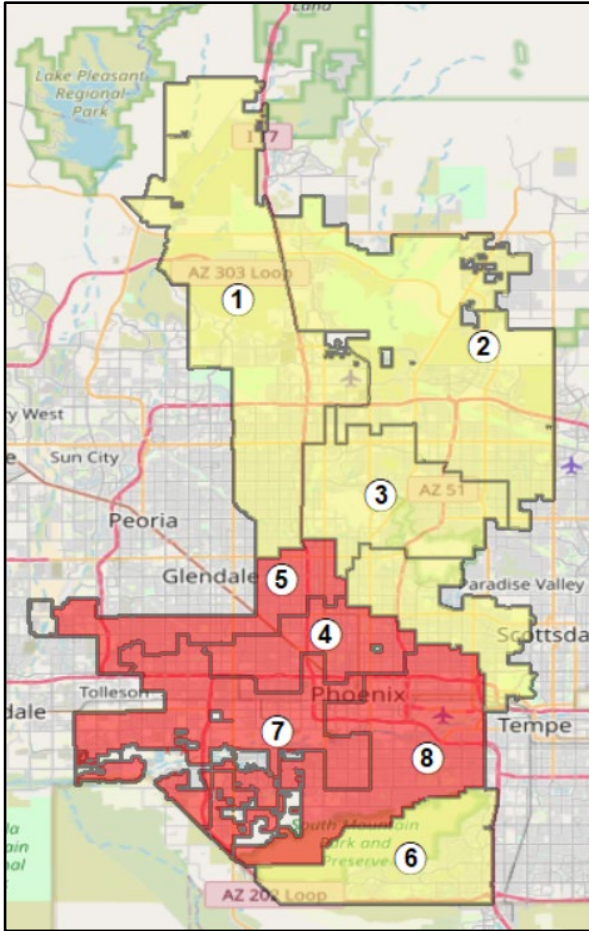 Land
Lake Pleasant
Regional
Park
I 17
AZ 303 Loop
1
2
ry West
e
Sun City
3
AZ 51
Peoria
Glendale
5
Paradise Valley
4
Scottsda
Tolleson
dale
Phoenix
Tempe
7
8
South Mountain
Park and
Preserve
6
AZ 202 Loop